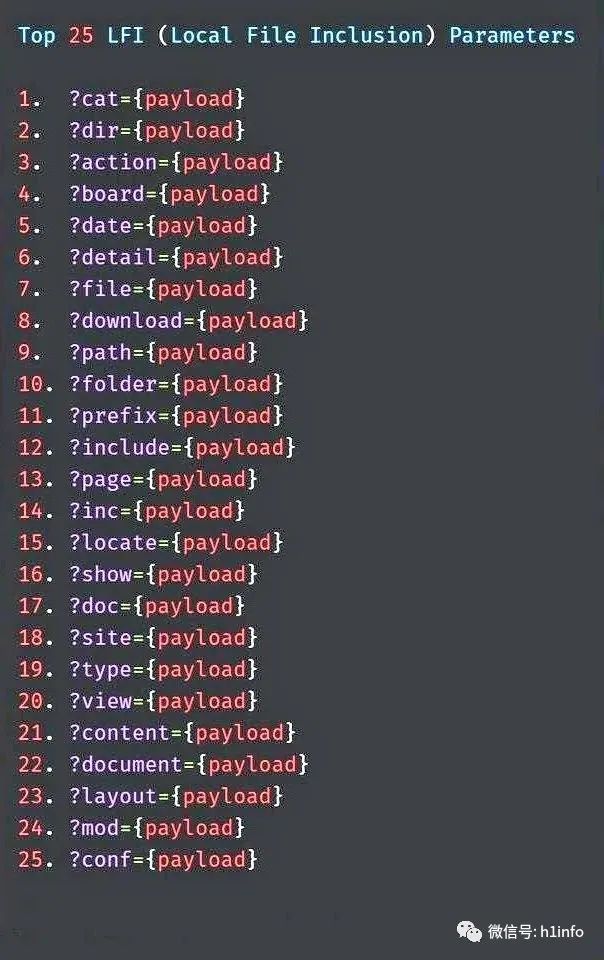 Top 25 LFI (Local File Inclusion) Parameters
1. ?cat={payload}
2. ?dir={payload}
3. ?action={payload}
4. ?board={payload}
5. ?date={payload}
6. ?detail={payload}
7. ?file={payload}
8. ?download={payload}
9. ?path={payload}
10. ?folder={payload}
11. ?prefix={payload}
12. ?include={payload}
13. ?page={payload}
14. ?inc={payload}
15. ?locate={payload}
16. ?show={payload}
17. ?doc={payload}
18. ?site={payload}
19. ?type={payload}
20. ?view={payload}
21. ?content={payload}
22. ?document={payload}
23. ?layout={payload}
24. ?mod={payload}
25. ?conf={payload}
微信号: h1info